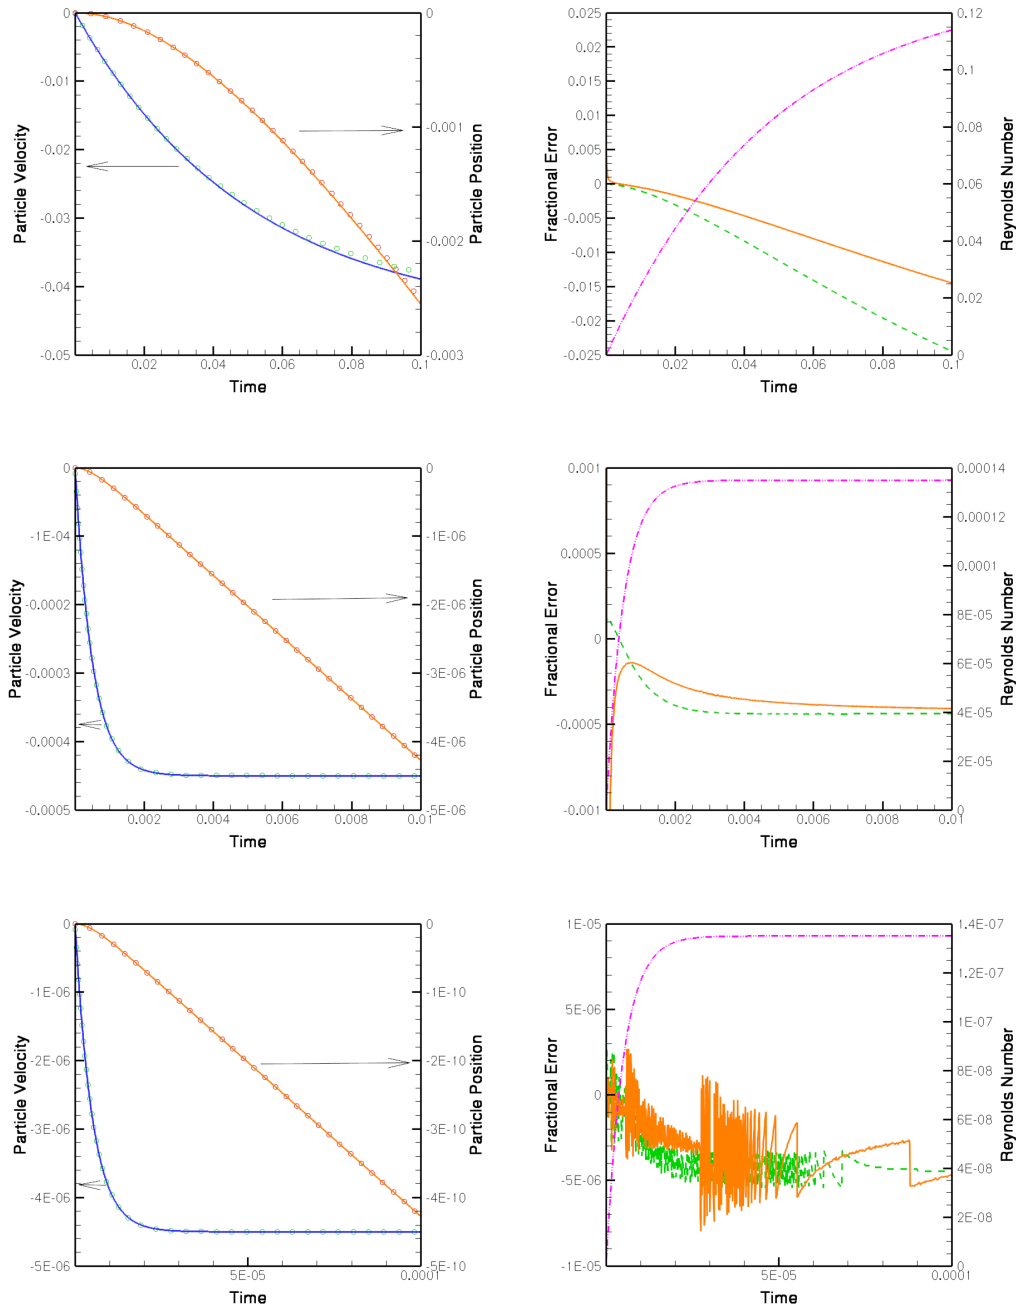 0
-0.01
-0.02
-0.03
-0.04
-0.05
Particle Velocity
0
-0.001
-0.002
-0.003
Particle Position
0.02 0.04 0.06 0.08 0.1
Time
0.025
0.02
0.015
0.01
0.005
0
-0.005
-0.01
-0.015
-0.02
-0.025
Fractional Error
0.12
0.1
0.08
0.06
0.04
0.02
0
Reynolds Number
0.02 0.04 0.06 0.08 0.1
Time
0
-1E-04
-0.0002
-0.0003
-0.0004
-0.0005
Particle Velocity
0
-1E-06
-2E-06
-3E-06
-4E-06
-5E-06
Particle Position
0.002 0.004 0.006 0.008 0.01
Time
0.001
0.0005
0
-0.0005
-0.001
Fractional Error
0.00014
0.00012
0.0001
8E-05
6E-05
4E-05
2E-05
0
Reynolds Number
0.002 0.004 0.006 0.008 0.01
Time
0
-1E-06
-2E-06
-3E-06
-4E-06
-5E-06
Particle Velocity
0
-1E-10
-2E-10
-3E-10
-4E-10
-5E-10
Particle Position
5E-05 0.0001
Time
1E-05
5E-06
0
-5E-06
-1E-05
Fractional Error
1.4E-07
1.2E-07
1E-07
8E-08
6E-08
4E-08
2E-08
0
Reynolds Number
5E-05 0.0001
Time